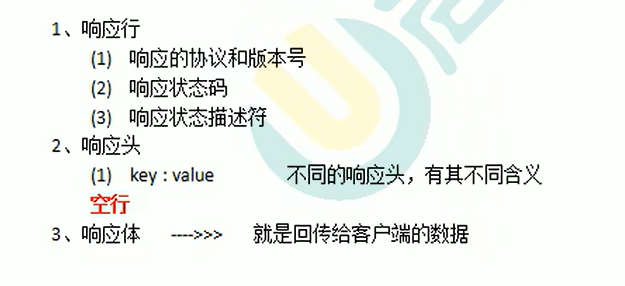 1、响应行
(1) 响应的协议和版本号
(2) 响应状态码
(3) 响应状态描述符
2、响应头
(1) key : value 不同的响应头，有其不同含义
空行
3、响应体 ---->>> 就是回传给客户端的数据